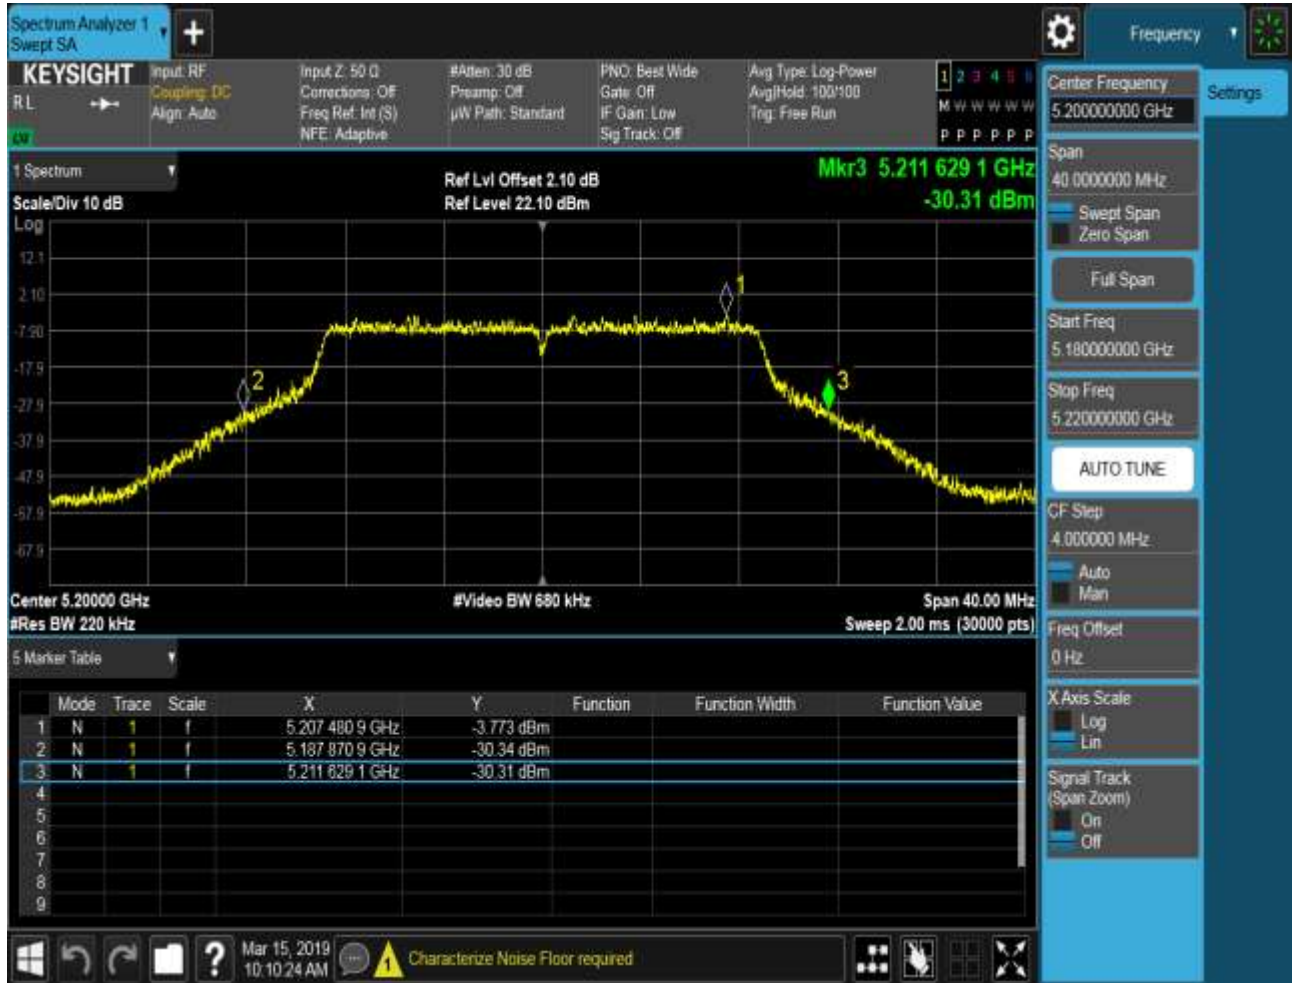 Spectrum Analyzer 1
Swept SA
+
Frequency
KEYSIGHT
R L
Input: RF
Coupling: DC
Align: Auto
Input Z: 50 Ω
Corrections: Off
Freq Ref: Int (S)
NFE: Adaptive
#Atten: 30 dB
Preamp: Off
µW Path: Standard
PNO: Best Wide
Gate: Off
IF Gain: Low
Sig Track: Off
Avg Type: Log-Power
Avg|Hold: 100/100
Trig: Free Run
1 2 3 4 5 6
M W W W W W
P P P P P P
1 Spectrum
Scale/Div 10 dB
Ref Lvl Offset 2.10 dB
Ref Level 22.10 dBm
Mkr3 5.211 629 1 GHz
-30.31 dBm
Log
12.1
2.10
-7.90
-17.9
-27.9
-37.9
-47.9
-57.9
-67.9
1
2
3
Center 5.20000 GHz
#Res BW 220 kHz
#Video BW 680 kHz
Span 40.00 MHz
Sweep 2.00 ms (30000 pts)
5 Marker Table
Mode Trace Scale X Y Function Function Width Function Value
1 N 1 f 5.207 480 9 GHz -3.773 dBm
2 N 1 f 5.187 870 9 GHz -30.34 dBm
3 N 1 f 5.211 629 1 GHz -30.31 dBm
4
5
6
7
8
9
?
Mar 15, 2019
10:10:24 AM
1
Characterize Noise Floor required
Center Frequency
5.200000000 GHz
Settings
Span
40.0000000 MHz
Swept Span
Zero Span
Full Span
Start Freq
5.180000000 GHz
Stop Freq
5.220000000 GHz
AUTO TUNE
CF Step
4.000000 MHz
Auto
Man
Freq Offset
0 Hz
X Axis Scale
Log
Lin
Signal Track
(Span Zoom)
On
Off